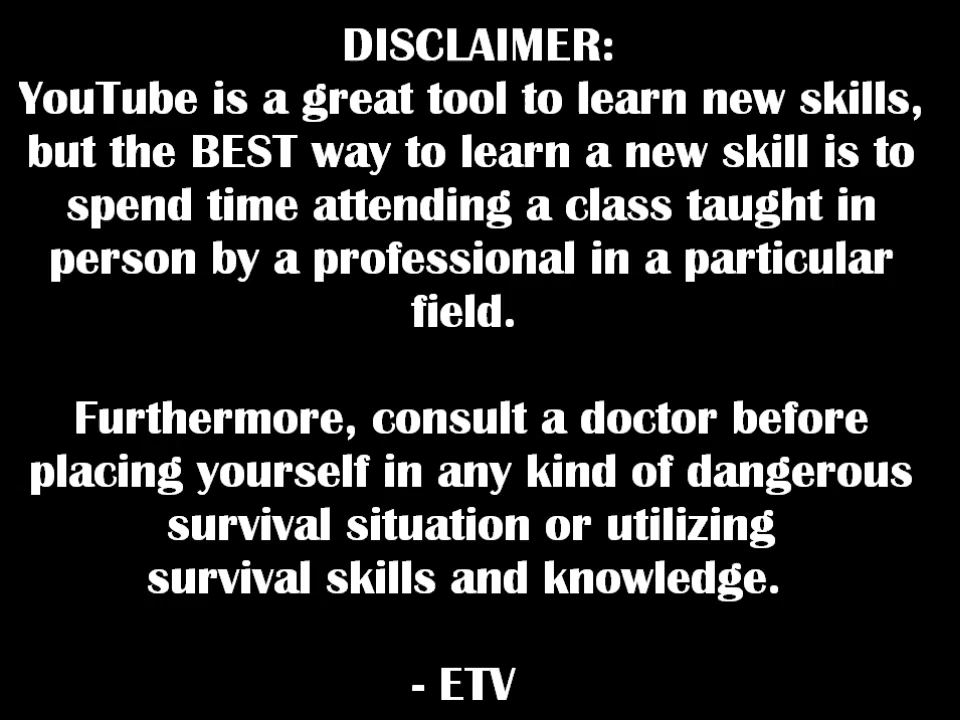 DISCLAIMER:
YouTube is a great tool to learn new skills,
but the BEST way to learn a new skill is to
spend time attending a class taught in
person by a professional in a particular
field.
Furthermore, consult a doctor before
placing yourself in any kind of dangerous
survival situation or utilizing
survival skills and knowledge.
- ETV